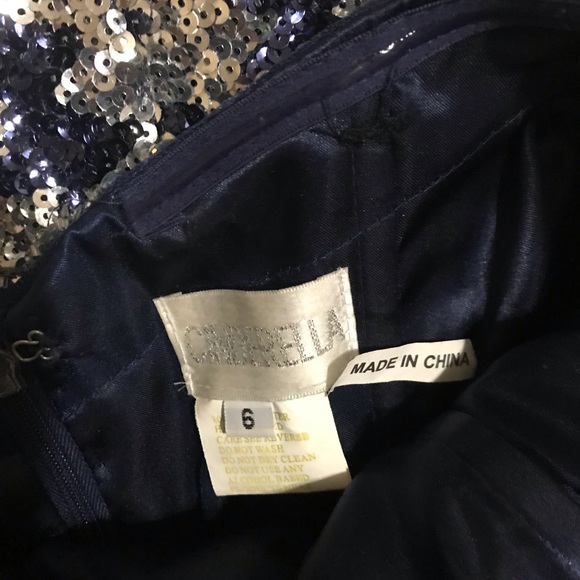 CINDERELLA
MADE IN CHINA
6
CARE SEE REVERSE
DO NOT WASH
DO NOT DRY CLEAN
DO NOT USE ANY
ALCOHOL BASED